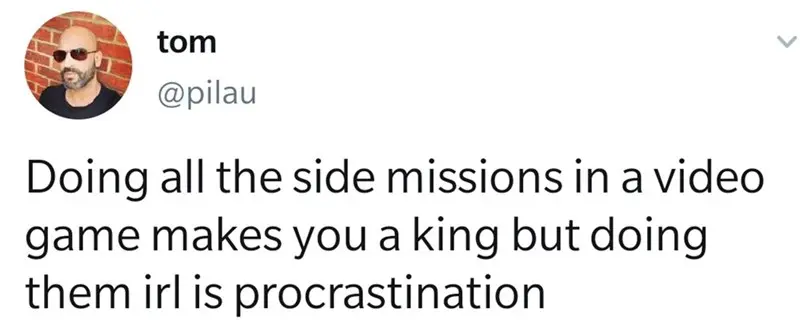 tom
@pilau
Doing all the side missions in a video
game makes you a king but doing
them irl is procrastination